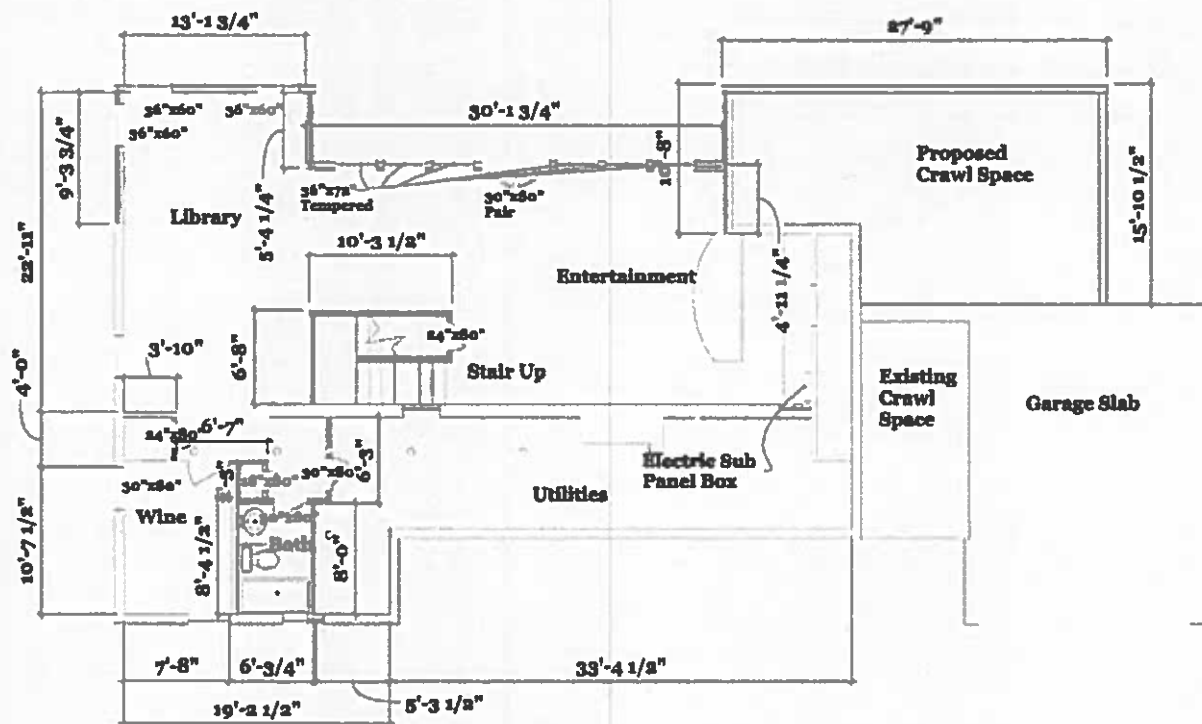 13'-1 3/4"
27'-9"
36"x60"
36"x60"
36"x60"
30'-1 3/4"
9'-3 3/4"
5'-4 1/4"
36"x72"
Tempered
30"x80"
Pair
Proposed
Crawl Space
15'-10 1/2"
Library
22'-11"
10'-3 1/2"
Entertainment
4'-11 1/4"
24"x80"
6'-8"
Stair Up
3'-10"
4'-0"
Existing
Crawl
Space
Garage Slab
6'-7"
30"x80"
30"x80"
6'-3"
Electric Sub
Panel Box
Utilities
Wine
Bath
10'-7 1/2"
8'-4 1/2"
8'-0"
7'-8"
6'-3/4"
33'-4 1/2"
5'-3 1/2"
19'-2 1/2"